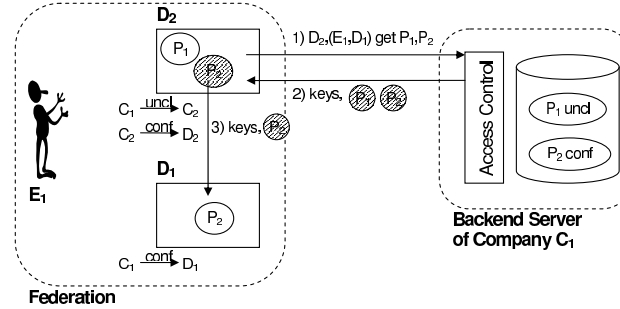 D₂
P₁
P₂
1) D₂,(E₁,D₁) get P₁,P₂
2) keys, P₁ P₂
C₁ uncl C₂
C₂ conf D₂
3) keys, P₂
E₁
D₁
P₂
C₁ conf D₁
Federation
Access Control
P₁ uncl
P₂ conf
Backend Server
of Company C₁